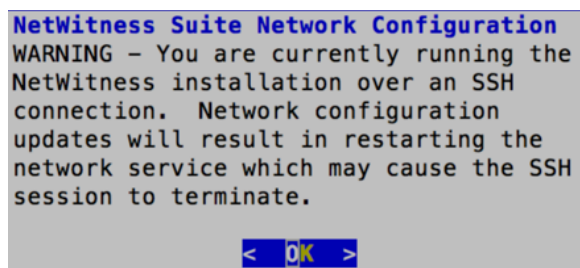 NetWitness Suite Network Configuration
WARNING – You are currently running the
NetWitness installation over an SSH
connection.  Network configuration
updates will result in restarting the
network service which may cause the SSH
session to terminate.
<  OK  >